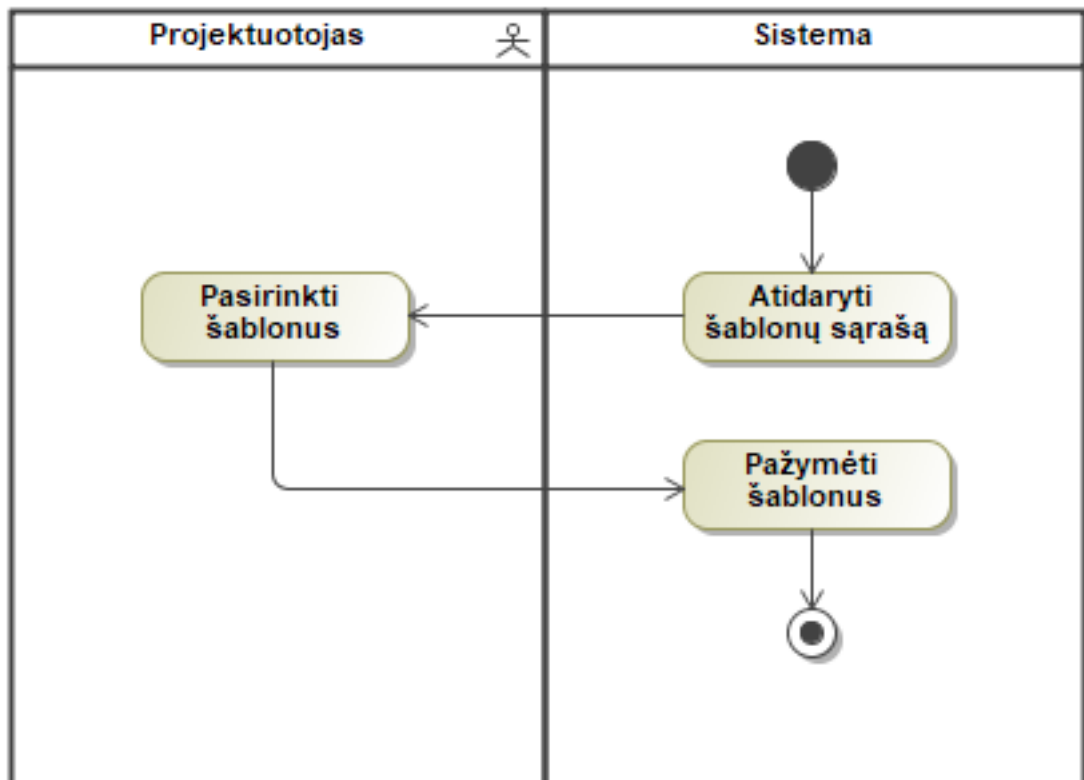 Projektuotojas
Sistema
Pasirinkti
šablonus
Atidaryti
šablonų sąrašą
Pažymėti
šablonus